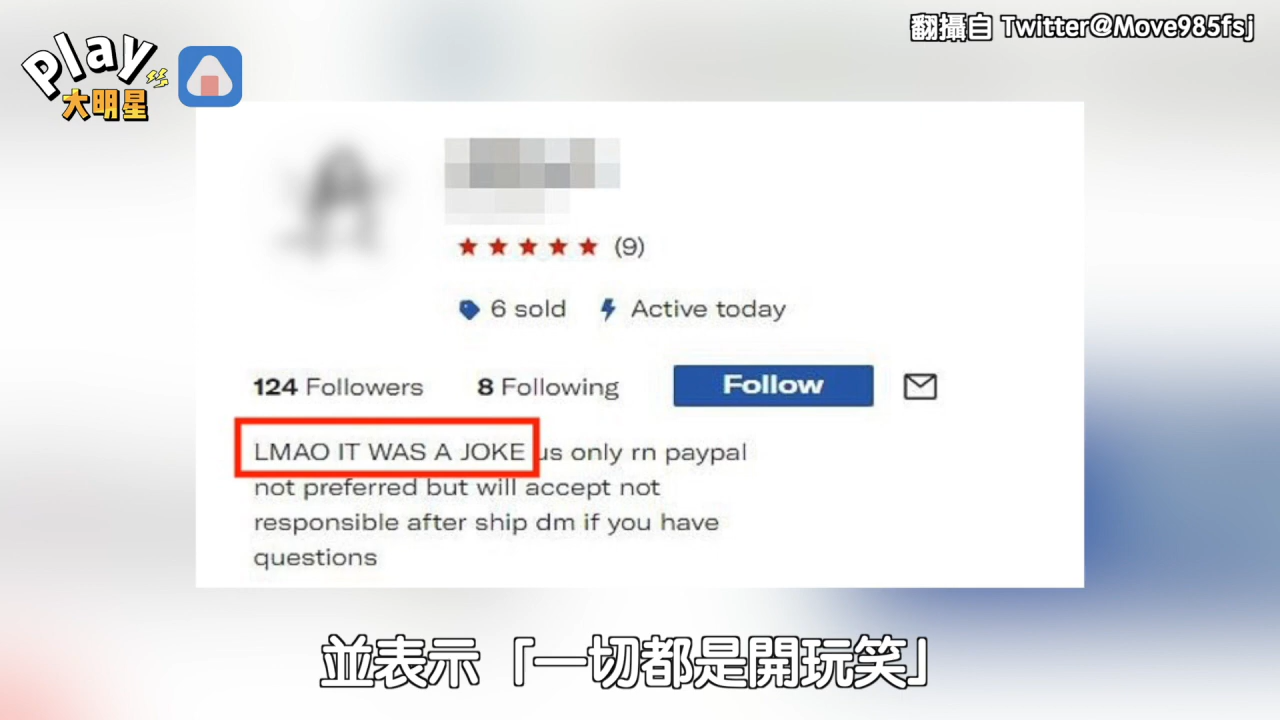 Play
大明星
翻攝自 Twitter@Move985fsj
(9)
6 sold
Active today
124 Followers
8 Following
Follow
LMAO IT WAS A JOKE us only rn paypal
not preferred but will accept not
responsible after ship dm if you have
questions
並表示「一切都是開玩笑」